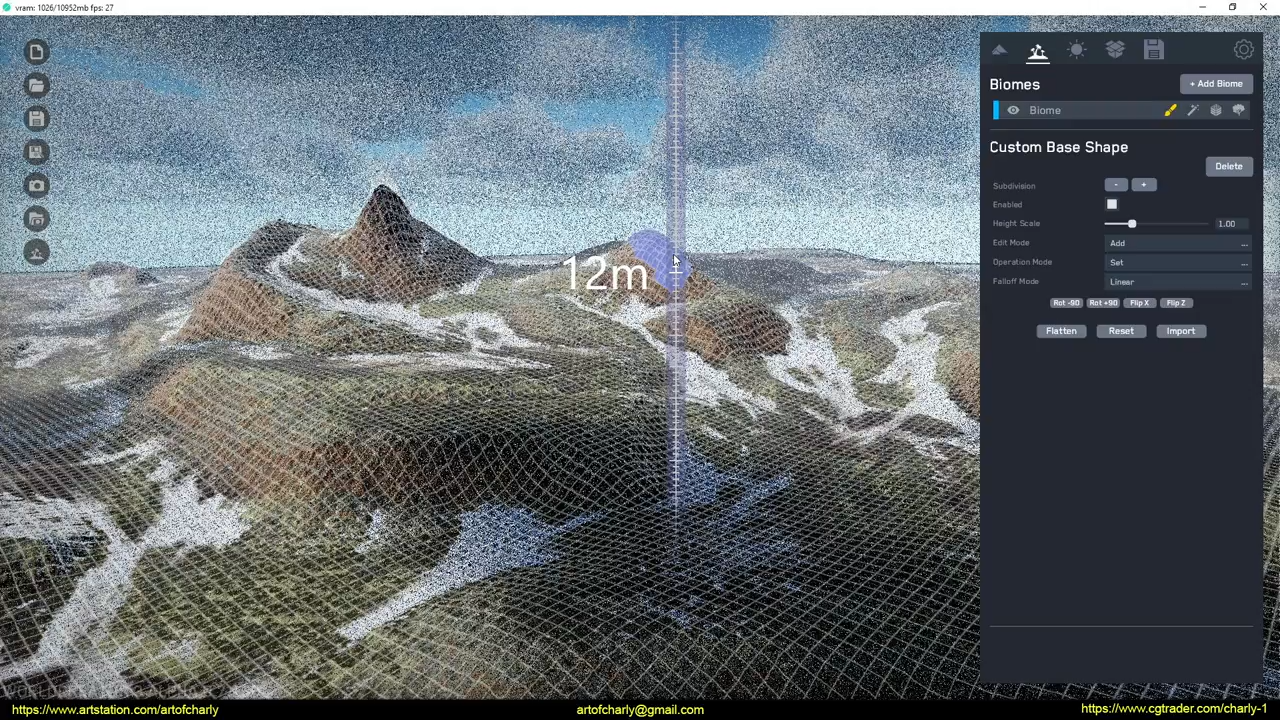 vram: 1026/10952mb fps: 27
Biomes
+ Add Biome
Biome
Custom Base Shape
Delete
Subdivision - +
Enabled
Height Scale 1.00
Edit Mode Add ...
Operation Mode Set ...
Falloff Mode Linear ...
Rot -90 Rot +90 Flip X Flip Z
Flatten Reset Import
12m
https://www.artstation.com/artofcharly
artofcharly@gmail.com
https://www.cgtrader.com/charly-1